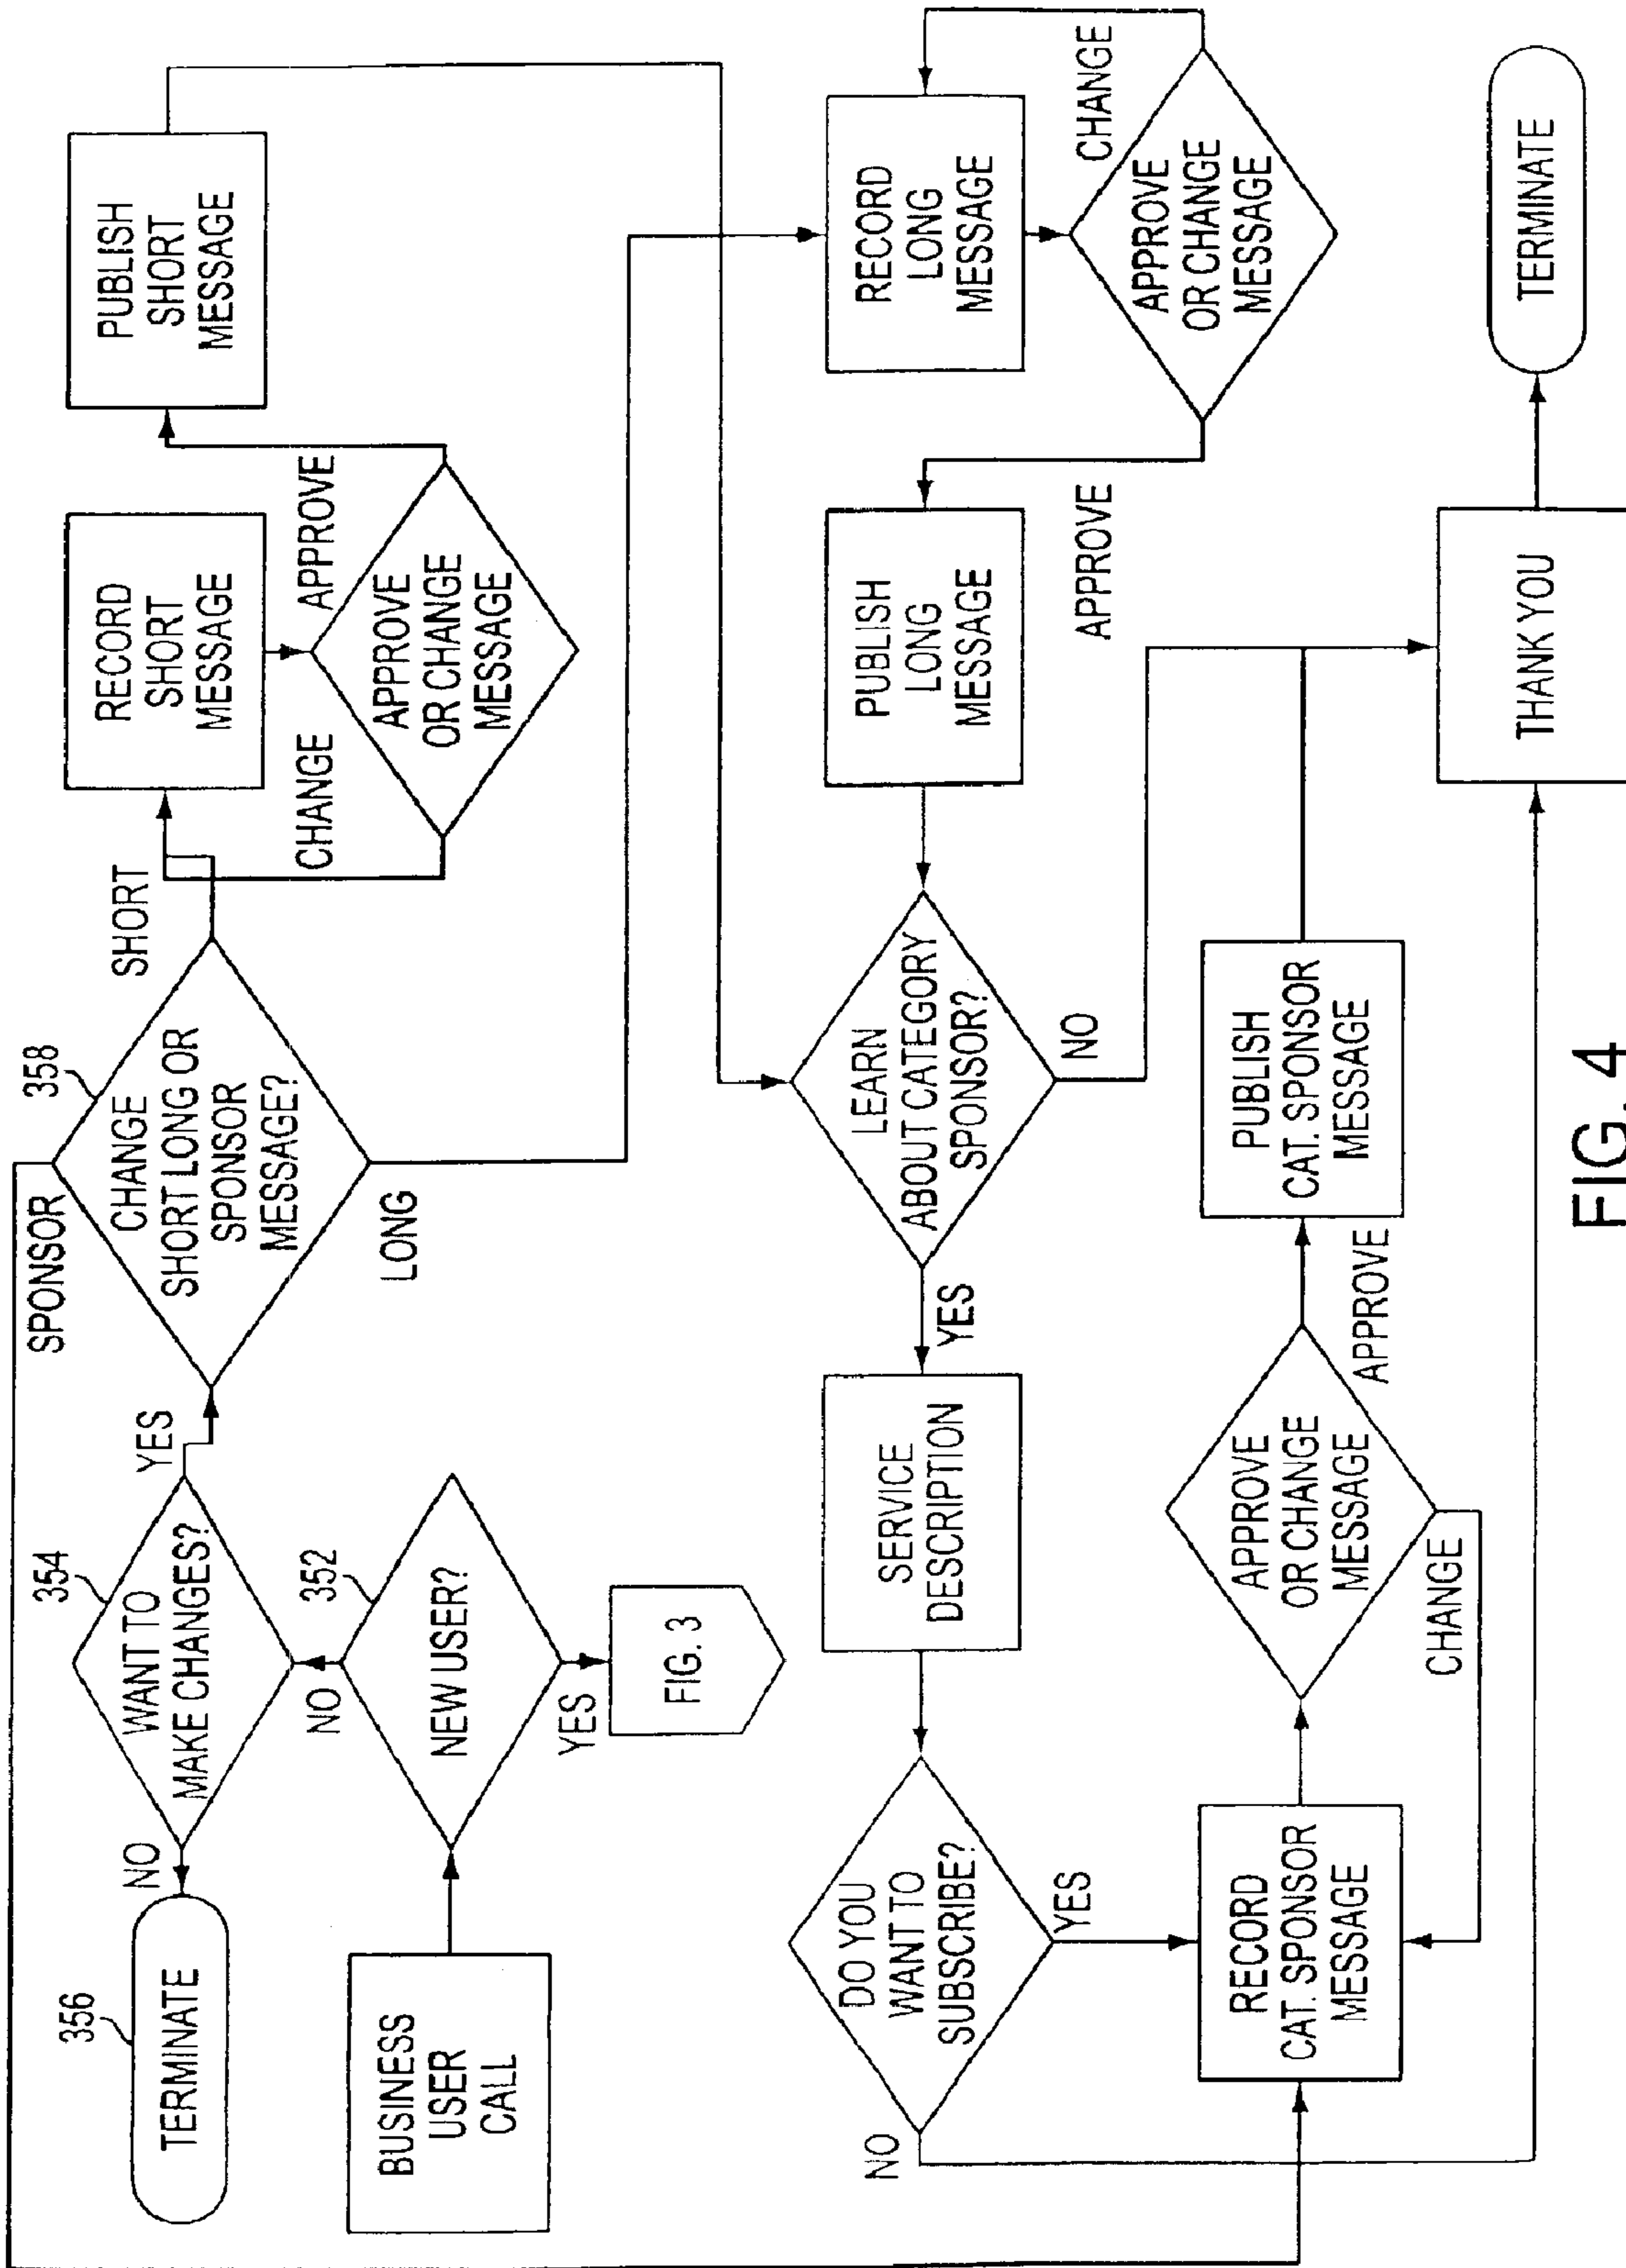 356
TERMINATE
NO
354
WANT TO
MAKE CHANGES?
YES
SPONSOR
358
CHANGE
SHORT LONG OR
SPONSOR
MESSAGE?
SHORT
LONG
RECORD
SHORT
MESSAGE
CHANGE
APPROVE
APPROVE
OR CHANGE
MESSAGE
PUBLISH
SHORT
MESSAGE
BUSINESS
USER
CALL
352
NEW USER?
NO
YES
FIG. 3
DO YOU
WANT TO
SUBSCRIBE?
NO
YES
SERVICE
DESCRIPTION
YES
LEARN
ABOUT CATEGORY
SPONSOR?
NO
PUBLISH
LONG
MESSAGE
APPROVE
RECORD
LONG
MESSAGE
CHANGE
APPROVE
OR CHANGE
MESSAGE
RECORD
CAT. SPONSOR
MESSAGE
APPROVE
OR CHANGE
MESSAGE
CHANGE
APPROVE
PUBLISH
CAT. SPONSOR
MESSAGE
THANK YOU
TERMINATE
FIG. 4